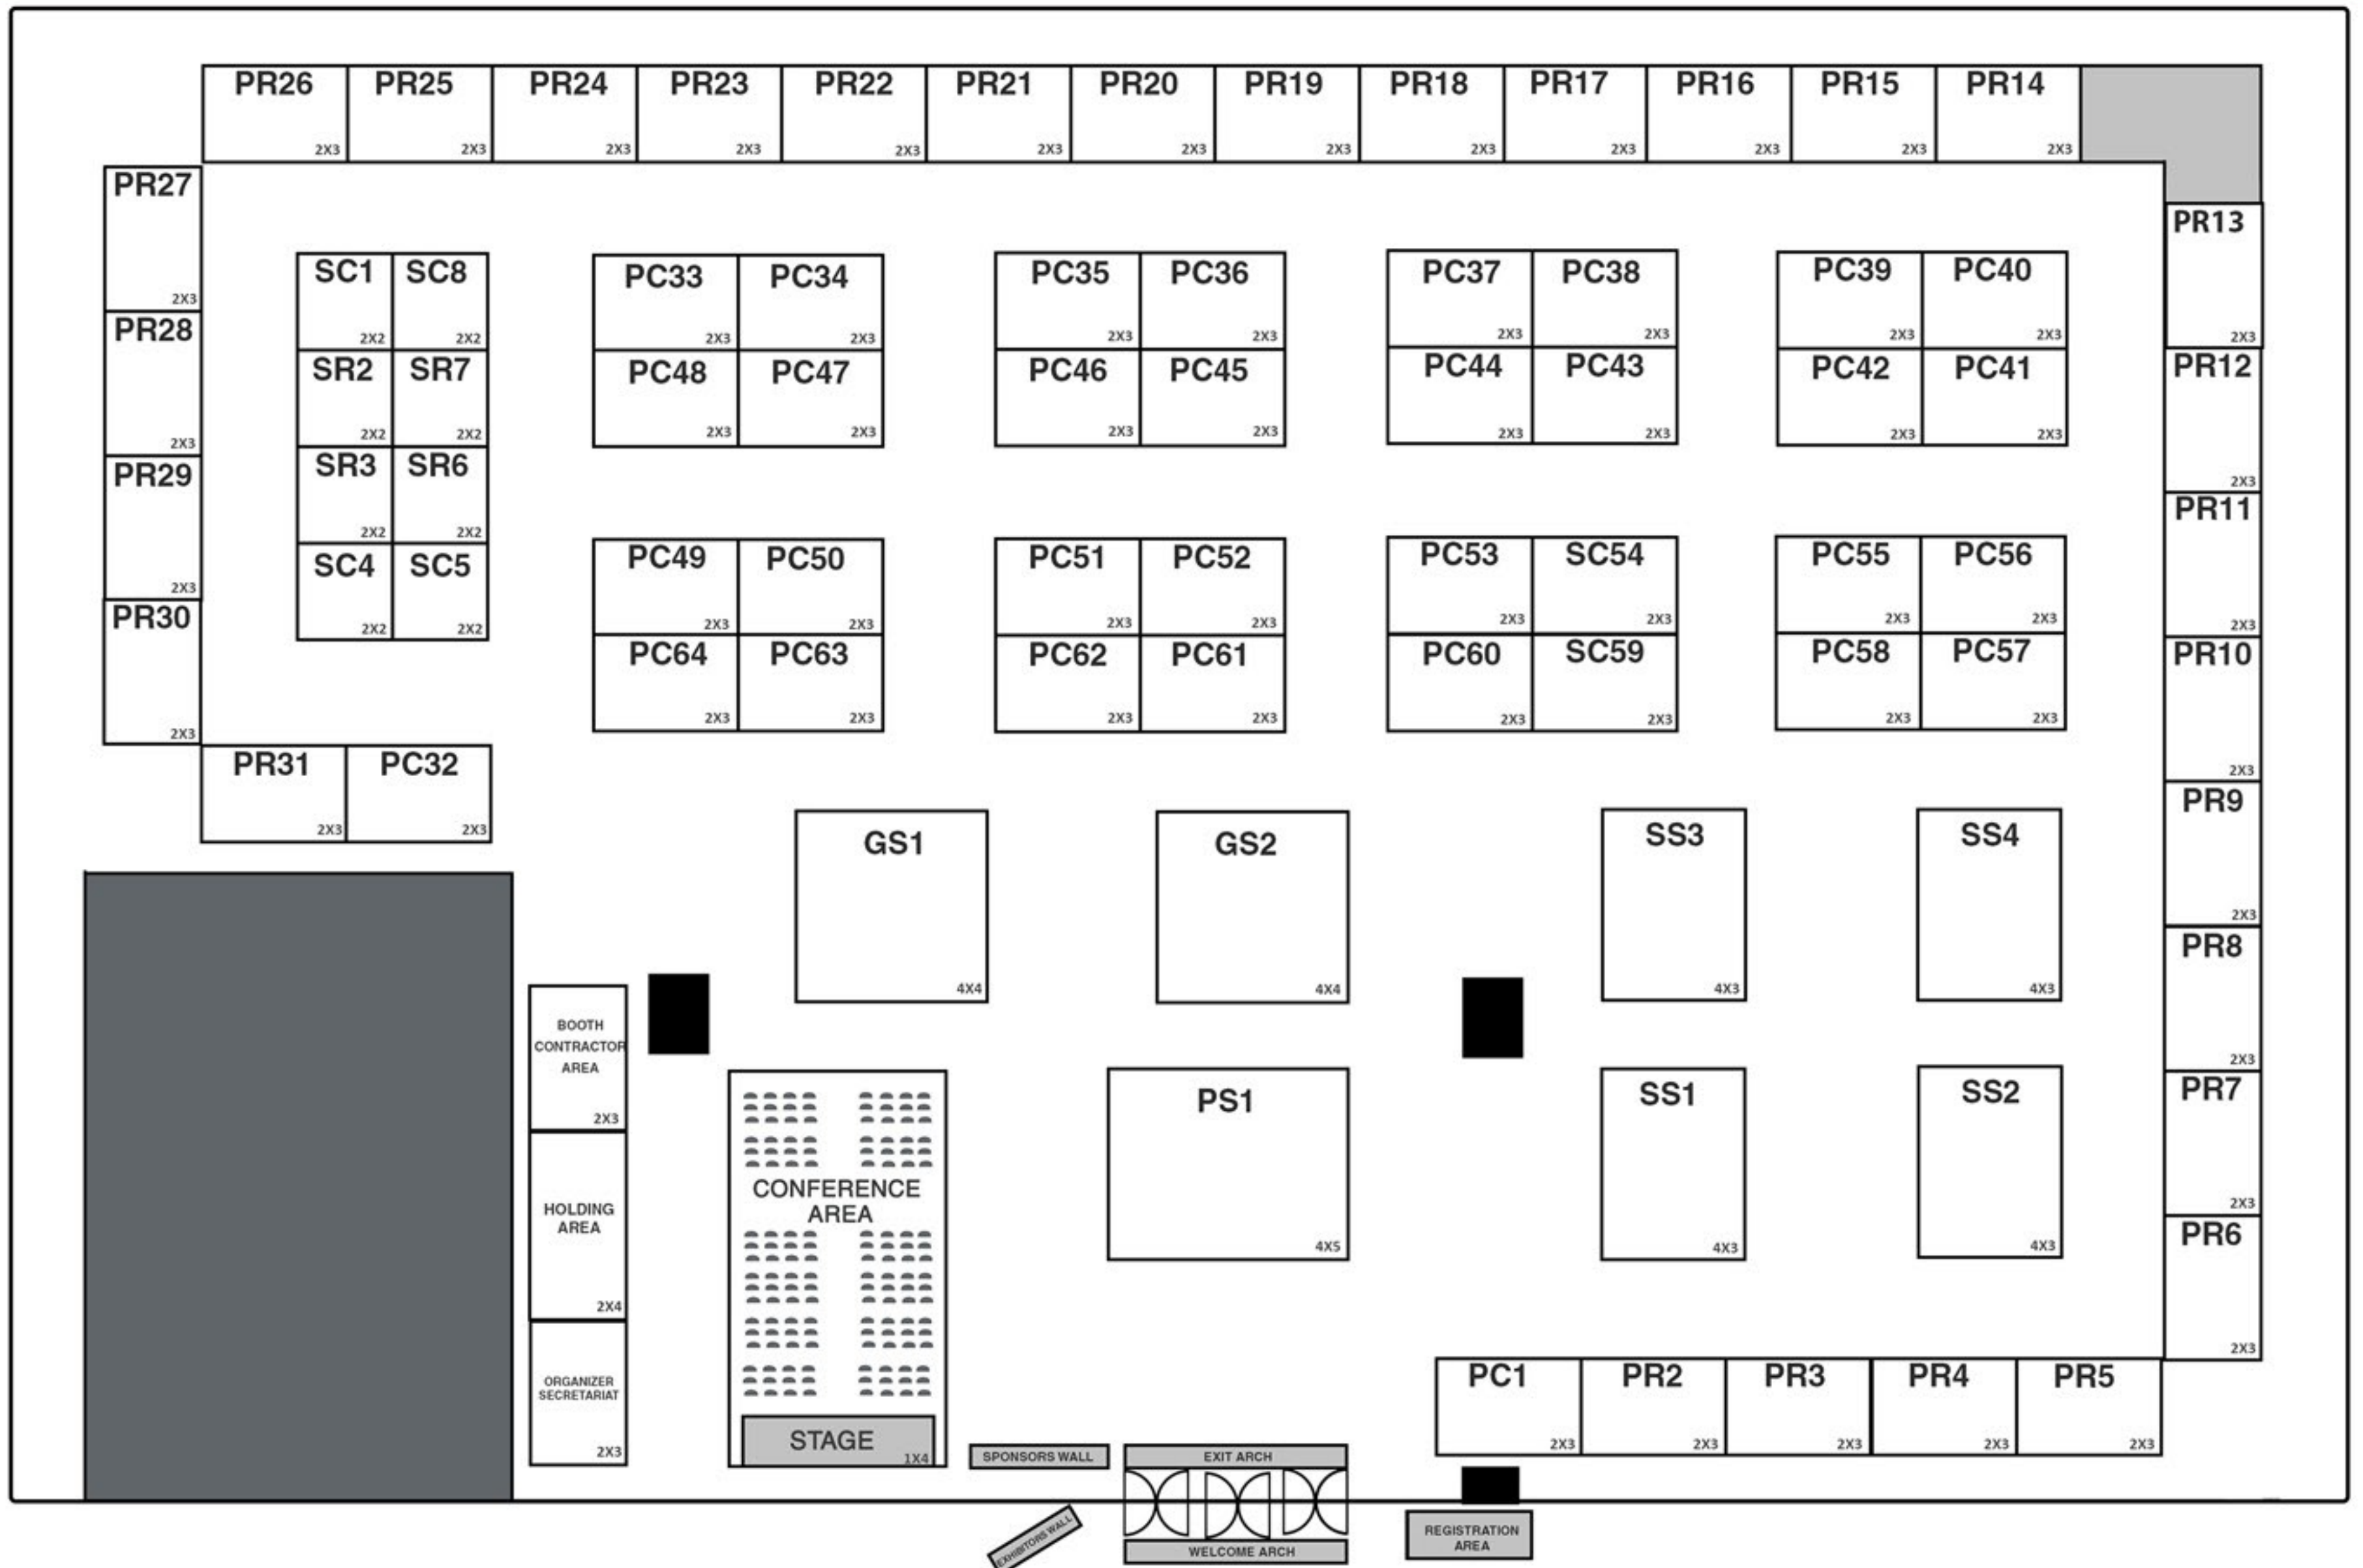 PR26 PR25 PR24 PR23 PR22 PR21 PR20 PR19 PR18 PR17 PR16 PR15 PR14
2X3 2X3 2X3 2X3 2X3 2X3 2X3 2X3 2X3 2X3 2X3 2X3 2X3
PR27
2X3
PR28
2X3
PR29
2X3
PR30
2X3
PR31 PC32
2X3 2X3
SC1 SC8
2X2 2X2
SR2 SR7
2X2 2X2
SR3 SR6
2X2 2X2
SC4 SC5
2X2 2X2
PC33 PC34
2X3 2X3
PC48 PC47
2X3 2X3
PC35 PC36
2X3 2X3
PC46 PC45
2X3 2X3
PC37 PC38
2X3 2X3
PC44 PC43
2X3 2X3
PC39 PC40
2X3 2X3
PC42 PC41
2X3 2X3
PC49 PC50
2X3 2X3
PC64 PC63
2X3 2X3
PC51 PC52
2X3 2X3
PC62 PC61
2X3 2X3
PC53 SC54
2X3 2X3
PC60 SC59
2X3 2X3
PC55 PC56
2X3 2X3
PC58 PC57
2X3 2X3
PR13
2X3
PR12
2X3
PR11
2X3
PR10
2X3
PR9
2X3
PR8
2X3
PR7
2X3
PR6
2X3
GS1
4X4
GS2
4X4
SS3
4X3
SS4
4X3
BOOTH
CONTRACTOR
AREA
2X3
HOLDING
AREA
2X4
ORGANIZER
SECRETARIAT
2X3
CONFERENCE
AREA
STAGE
1X4
PS1
4X5
SS1
4X3
SS2
4X3
PC1 PR2 PR3 PR4 PR5
2X3 2X3 2X3 2X3 2X3
SPONSORS WALL
EXIT ARCH
EXHIBITORS WALL
WELCOME ARCH
REGISTRATION
AREA